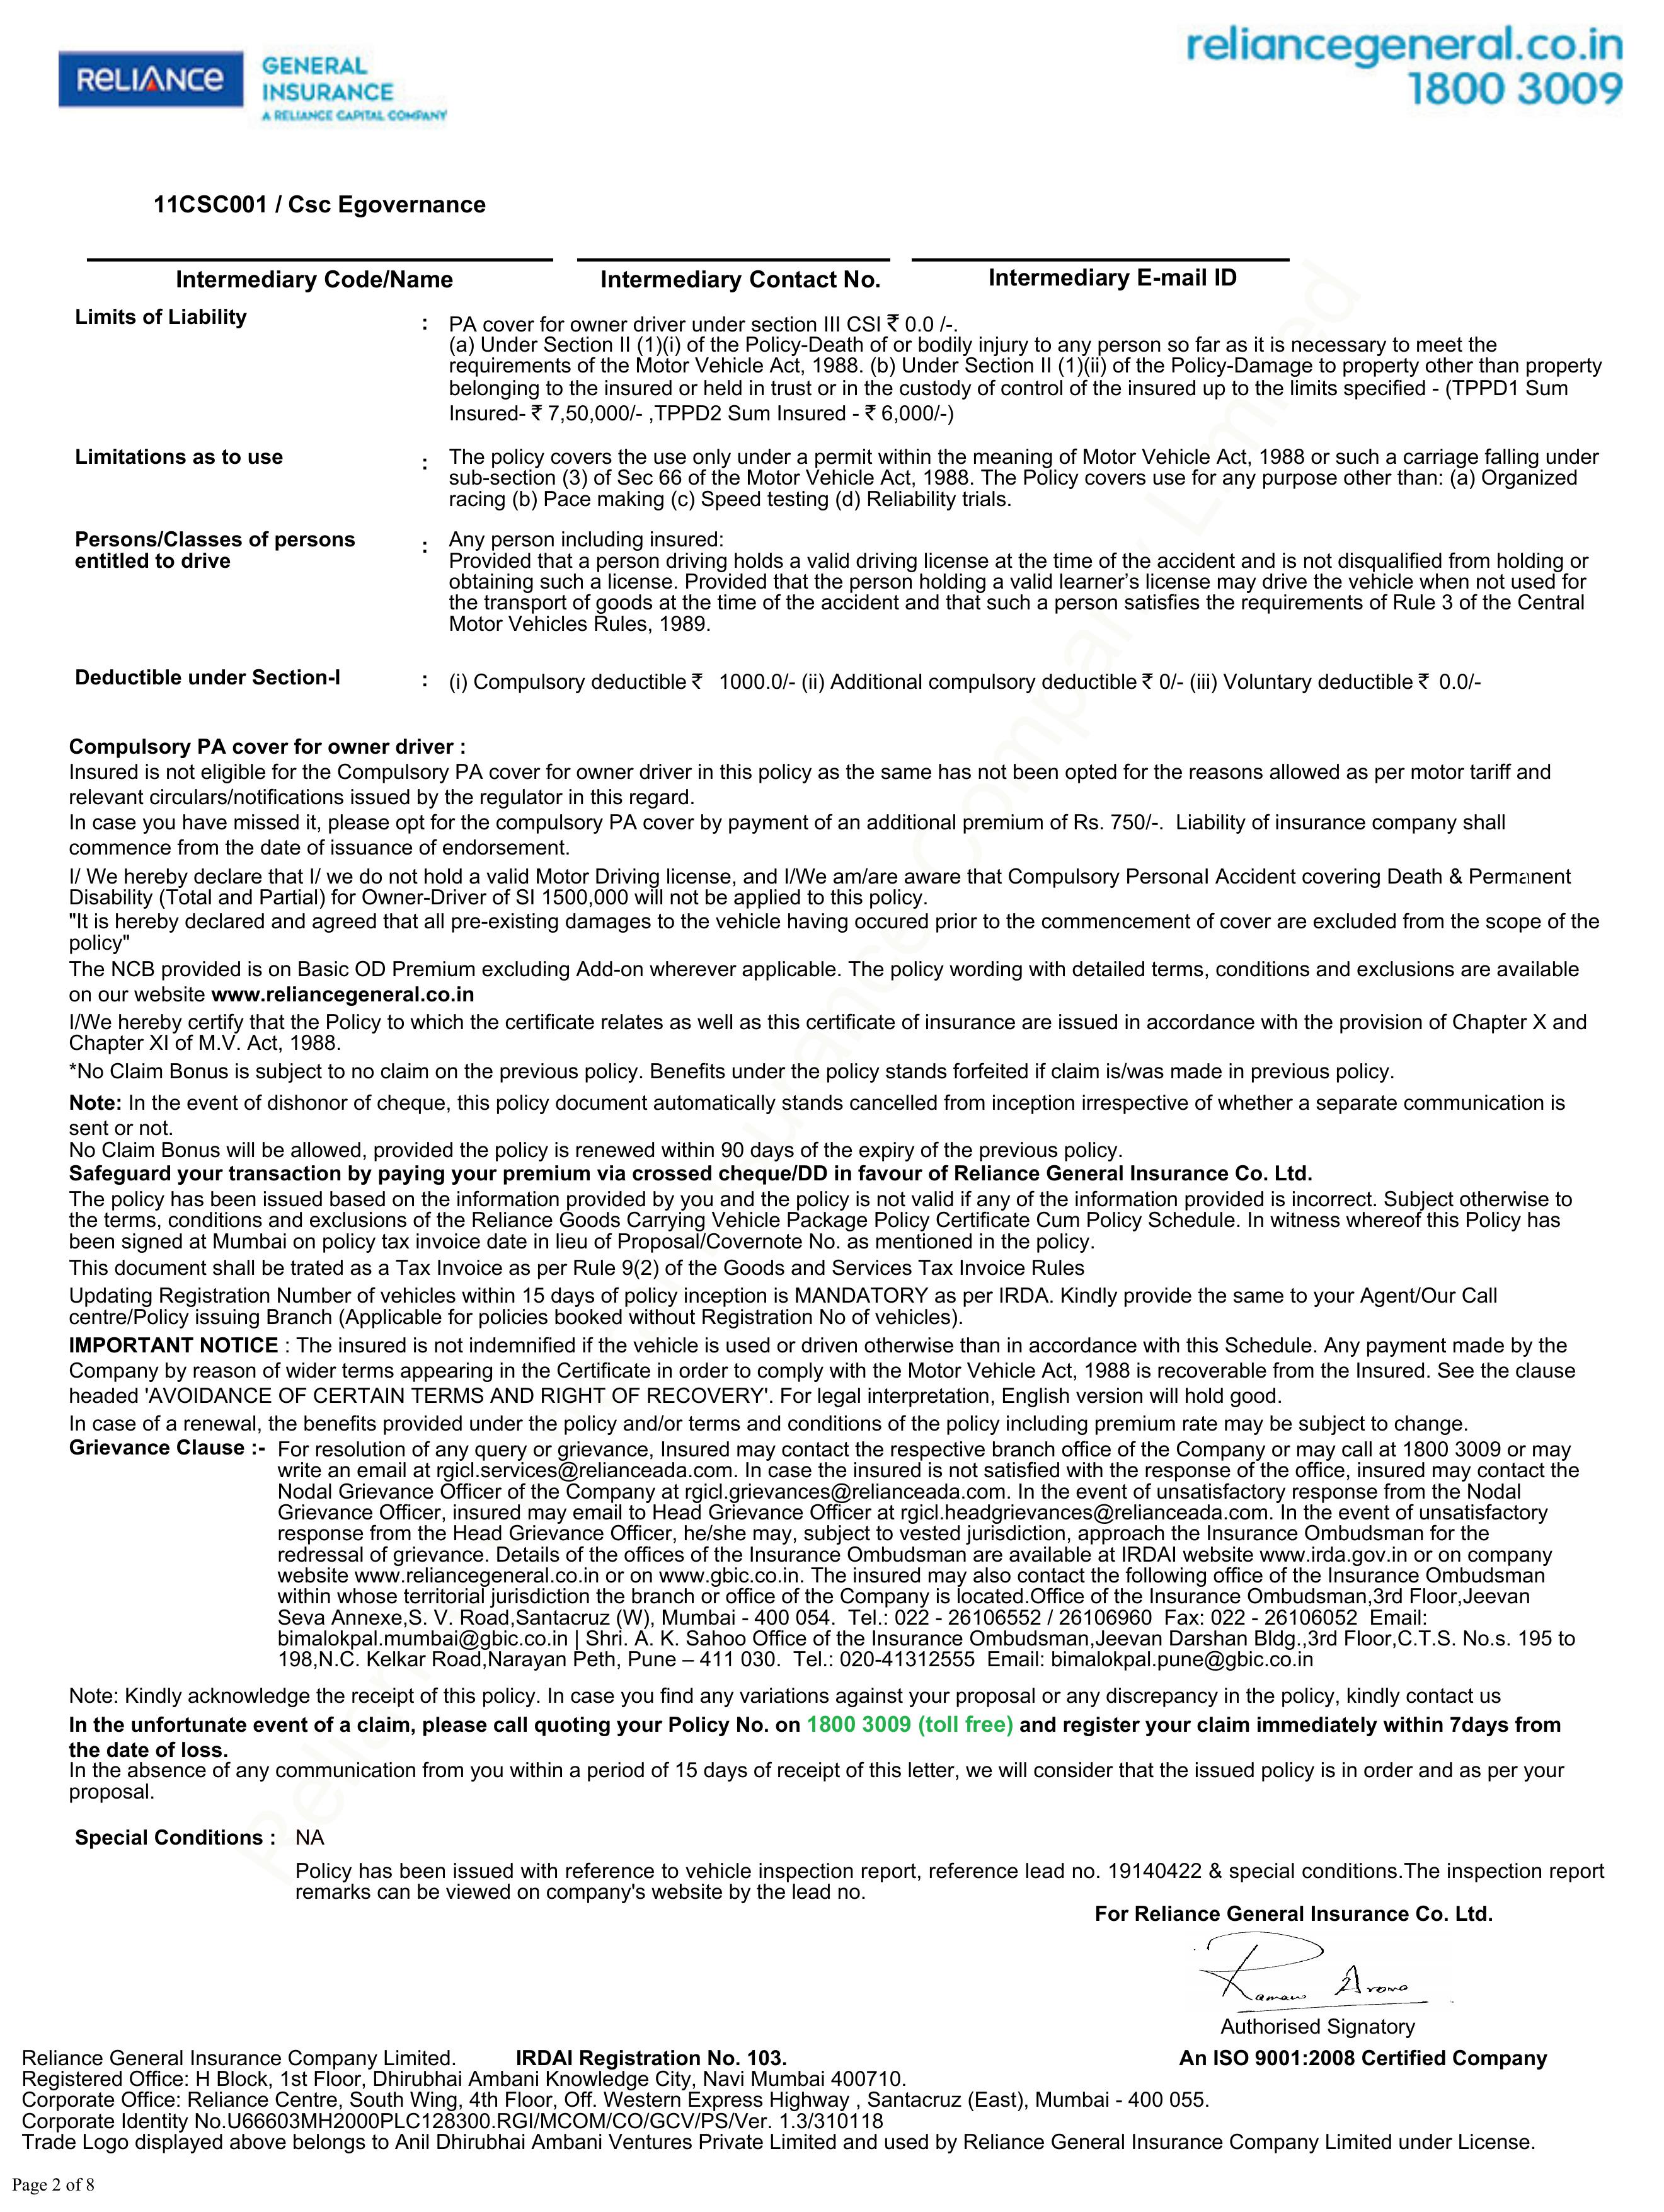 RELIANCE
GENERAL
INSURANCE
A RELIANCE CAPITAL COMPANY
reliancegeneral.co.in
1800 3009
11CSC001 / Csc Egovernance
Intermediary Code/Name
Intermediary Contact No.
Intermediary E-mail ID
Limits of Liability : PA cover for owner driver under section III CSI ₹ 0.0 /-.
(a) Under Section II (1)(i) of the Policy-Death of or bodily injury to any person so far as it is necessary to meet the
requirements of the Motor Vehicle Act, 1988. (b) Under Section II (1)(ii) of the Policy-Damage to property other than property
belonging to the insured or held in trust or in the custody of control of the insured up to the limits specified - (TPPD1 Sum
Insured- ₹ 7,50,000/- ,TPPD2 Sum Insured - ₹ 6,000/-)
Limitations as to use : The policy covers the use only under a permit within the meaning of Motor Vehicle Act, 1988 or such a carriage falling under
sub-section (3) of Sec 66 of the Motor Vehicle Act, 1988. The Policy covers use for any purpose other than: (a) Organized
racing (b) Pace making (c) Speed testing (d) Reliability trials.
Persons/Classes of persons
entitled to drive
: Any person including insured:
Provided that a person driving holds a valid driving license at the time of the accident and is not disqualified from holding or
obtaining such a license. Provided that the person holding a valid learner’s license may drive the vehicle when not used for
the transport of goods at the time of the accident and that such a person satisfies the requirements of Rule 3 of the Central
Motor Vehicles Rules, 1989.
Deductible under Section-I : (i) Compulsory deductible ₹ 1000.0/- (ii) Additional compulsory deductible ₹ 0/- (iii) Voluntary deductible ₹ 0.0/-
Compulsory PA cover for owner driver :
Insured is not eligible for the Compulsory PA cover for owner driver in this policy as the same has not been opted for the reasons allowed as per motor tariff and
relevant circulars/notifications issued by the regulator in this regard.
In case you have missed it, please opt for the compulsory PA cover by payment of an additional premium of Rs. 750/-. Liability of insurance company shall
commence from the date of issuance of endorsement.
I/ We hereby declare that I/ we do not hold a valid Motor Driving license, and I/We am/are aware that Compulsory Personal Accident covering Death & Permanent
Disability (Total and Partial) for Owner-Driver of SI 1500,000 will not be applied to this policy.
"It is hereby declared and agreed that all pre-existing damages to the vehicle having occured prior to the commencement of cover are excluded from the scope of the
policy"
The NCB provided is on Basic OD Premium excluding Add-on wherever applicable. The policy wording with detailed terms, conditions and exclusions are available
on our website www.reliancegeneral.co.in
I/We hereby certify that the Policy to which the certificate relates as well as this certificate of insurance are issued in accordance with the provision of Chapter X and
Chapter XI of M.V. Act, 1988.
*No Claim Bonus is subject to no claim on the previous policy. Benefits under the policy stands forfeited if claim is/was made in previous policy.
Note: In the event of dishonor of cheque, this policy document automatically stands cancelled from inception irrespective of whether a separate communication is
sent or not.
No Claim Bonus will be allowed, provided the policy is renewed within 90 days of the expiry of the previous policy.
Safeguard your transaction by paying your premium via crossed cheque/DD in favour of Reliance General Insurance Co. Ltd.
The policy has been issued based on the information provided by you and the policy is not valid if any of the information provided is incorrect. Subject otherwise to
the terms, conditions and exclusions of the Reliance Goods Carrying Vehicle Package Policy Certificate Cum Policy Schedule. In witness whereof this Policy has
been signed at Mumbai on policy tax invoice date in lieu of Proposal/Covernote No. as mentioned in the policy.
This document shall be trated as a Tax Invoice as per Rule 9(2) of the Goods and Services Tax Invoice Rules
Updating Registration Number of vehicles within 15 days of policy inception is MANDATORY as per IRDA. Kindly provide the same to your Agent/Our Call
centre/Policy issuing Branch (Applicable for policies booked without Registration No of vehicles).
IMPORTANT NOTICE : The insured is not indemnified if the vehicle is used or driven otherwise than in accordance with this Schedule. Any payment made by the
Company by reason of wider terms appearing in the Certificate in order to comply with the Motor Vehicle Act, 1988 is recoverable from the Insured. See the clause
headed 'AVOIDANCE OF CERTAIN TERMS AND RIGHT OF RECOVERY'. For legal interpretation, English version will hold good.
In case of a renewal, the benefits provided under the policy and/or terms and conditions of the policy including premium rate may be subject to change.
Grievance Clause :- For resolution of any query or grievance, Insured may contact the respective branch office of the Company or may call at 1800 3009 or may
write an email at rgicl.services@relianceada.com. In case the insured is not satisfied with the response of the office, insured may contact the
Nodal Grievance Officer of the Company at rgicl.grievances@relianceada.com. In the event of unsatisfactory response from the Nodal
Grievance Officer, insured may email to Head Grievance Officer at rgicl.headgrievances@relianceada.com. In the event of unsatisfactory
response from the Head Grievance Officer, he/she may, subject to vested jurisdiction, approach the Insurance Ombudsman for the
redressal of grievance. Details of the offices of the Insurance Ombudsman are available at IRDAI website www.irda.gov.in or on company
website www.reliancegeneral.co.in or on www.gbic.co.in. The insured may also contact the following office of the Insurance Ombudsman
within whose territorial jurisdiction the branch or office of the Company is located.Office of the Insurance Ombudsman,3rd Floor,Jeevan
Seva Annexe,S. V. Road,Santacruz (W), Mumbai - 400 054. Tel.: 022 - 26106552 / 26106960 Fax: 022 - 26106052 Email:
bimalokpal.mumbai@gbic.co.in | Shri. A. K. Sahoo Office of the Insurance Ombudsman,Jeevan Darshan Bldg.,3rd Floor,C.T.S. No.s. 195 to
198,N.C. Kelkar Road,Narayan Peth, Pune – 411 030. Tel.: 020-41312555 Email: bimalokpal.pune@gbic.co.in
Note: Kindly acknowledge the receipt of this policy. In case you find any variations against your proposal or any discrepancy in the policy, kindly contact us
In the unfortunate event of a claim, please call quoting your Policy No. on 1800 3009 (toll free) and register your claim immediately within 7days from
the date of loss.
In the absence of any communication from you within a period of 15 days of receipt of this letter, we will consider that the issued policy is in order and as per your
proposal.
Special Conditions : NA
Policy has been issued with reference to vehicle inspection report, reference lead no. 19140422 & special conditions.The inspection report
remarks can be viewed on company's website by the lead no.
For Reliance General Insurance Co. Ltd.
Authorised Signatory
Reliance General Insurance Company Limited. IRDAI Registration No. 103. An ISO 9001:2008 Certified Company
Registered Office: H Block, 1st Floor, Dhirubhai Ambani Knowledge City, Navi Mumbai 400710.
Corporate Office: Reliance Centre, South Wing, 4th Floor, Off. Western Express Highway , Santacruz (East), Mumbai - 400 055.
Corporate Identity No.U66603MH2000PLC128300.RGI/MCOM/CO/GCV/PS/Ver. 1.3/310118
Trade Logo displayed above belongs to Anil Dhirubhai Ambani Ventures Private Limited and used by Reliance General Insurance Company Limited under License.
Page 2 of 8